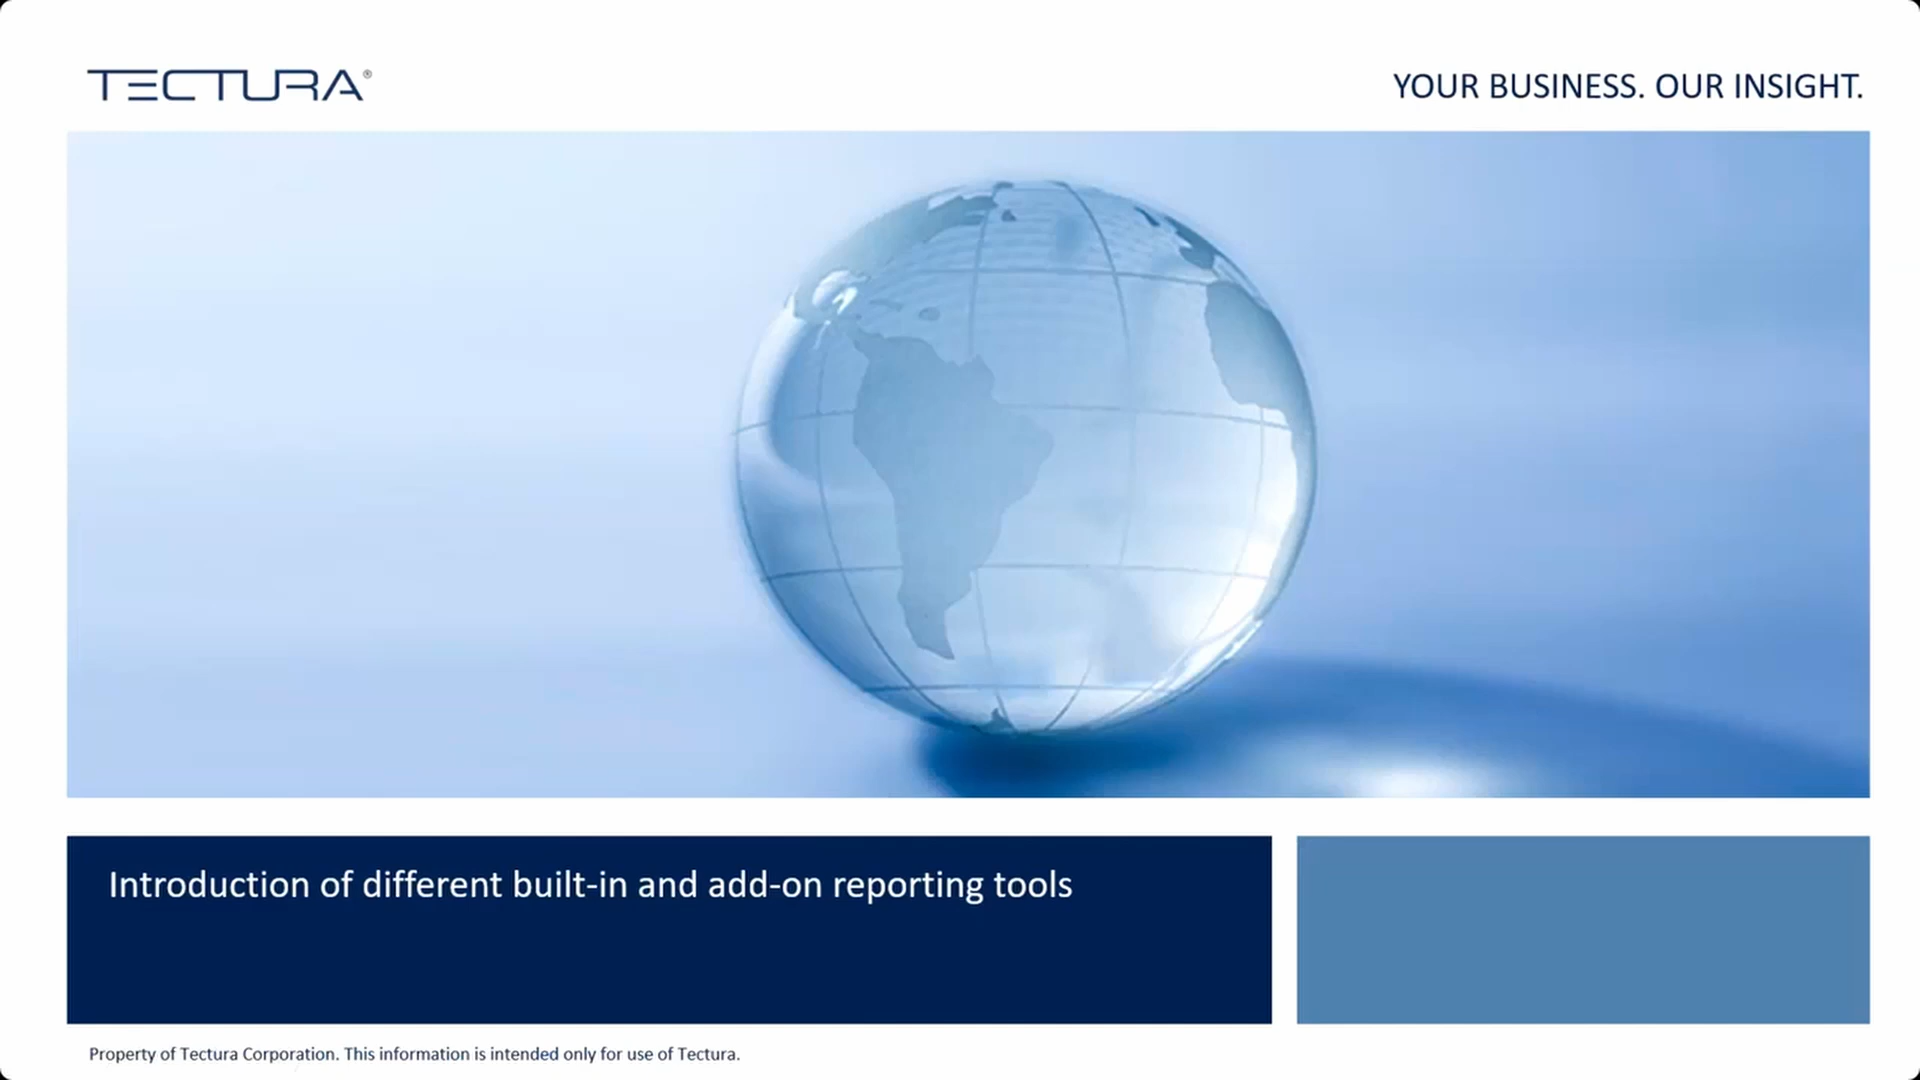 TECTURA®
YOUR BUSINESS. OUR INSIGHT.
Introduction of different built-in and add-on reporting tools
Property of Tectura Corporation. This information is intended only for use of Tectura.